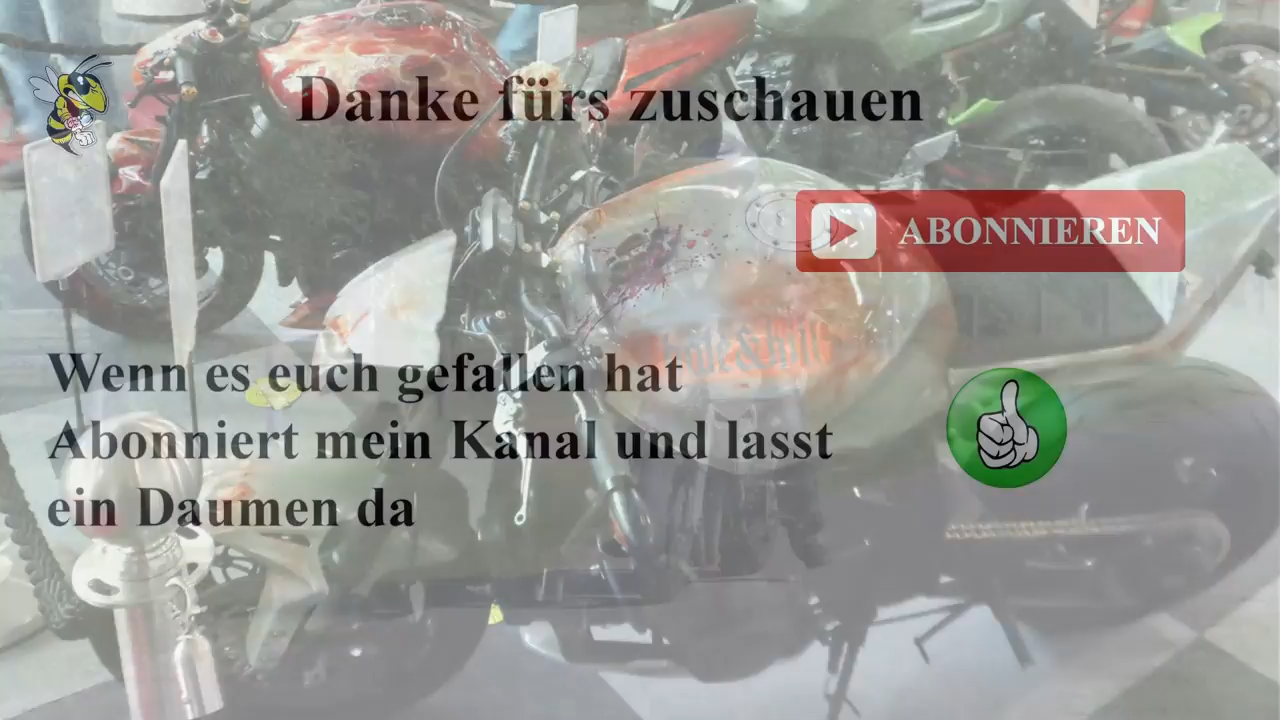 Danke fürs zuschauen
ABONNIEREN
Wenn es euch gefallen hat
Abonniert mein Kanal und lasst
ein Daumen da